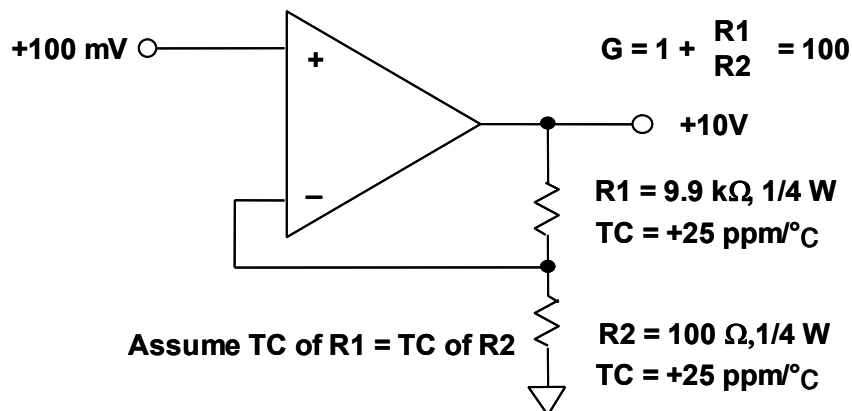 +100 mV
+
−
G = 1 + R1
R2 = 100
+10V
R1 = 9.9 kΩ, 1/4 W
TC = +25 ppm/°C
Assume TC of R1 = TC of R2
R2 = 100 Ω,1/4 W
TC = +25 ppm/°C